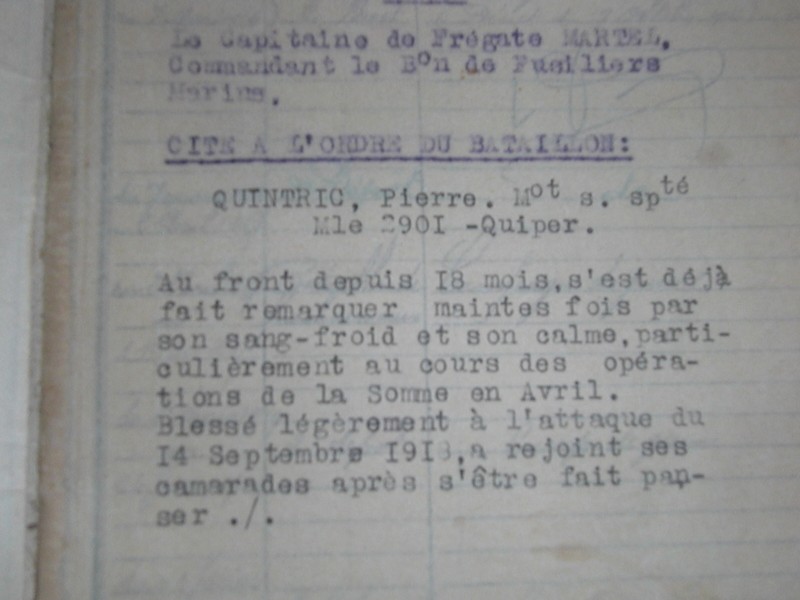 Le Capitaine de Frégate MARTEL,
Commandant le Bon de Fusiliers
Marins,
CITE A L'ORDRE DU BATAILLON:
QUINTRIC, Pierre. Mot s. spté
Mle 290I -Quiper.
Au front depuis I8 mois,s'est déjà
fait remarquer maintes fois par
son sang-froid et son calme,parti-
culièrement au cours des opéra-
tions de la Somme en Avril.
Blessé légèrement à l'attaque du
I4 Septembre I9I8,a rejoint ses
camarades après s'être fait pan-
ser ./.